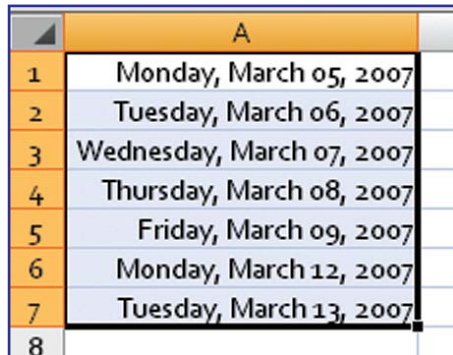 A
1 Monday, March 05, 2007
2 Tuesday, March 06, 2007
3 Wednesday, March 07, 2007
4 Thursday, March 08, 2007
5 Friday, March 09, 2007
6 Monday, March 12, 2007
7 Tuesday, March 13, 2007
8